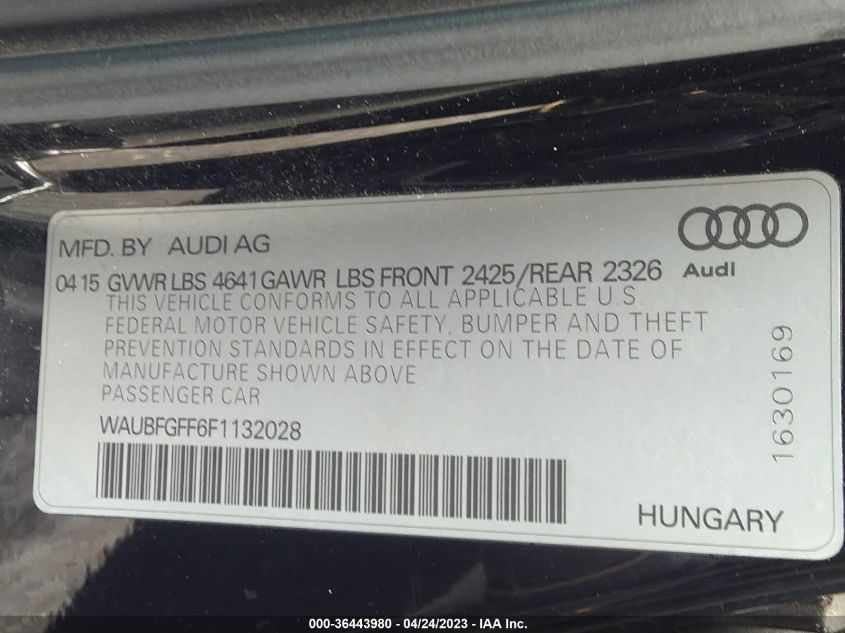 MFD. BY AUDI AG
Audi
04 15 GVWR LBS 4641 GAWR LBS FRONT 2425/REAR 2326
THIS VEHICLE CONFORMS TO ALL APPLICABLE U.S.
FEDERAL MOTOR VEHICLE SAFETY, BUMPER AND THEFT
PREVENTION STANDARDS IN EFFECT ON THE DATE OF
MANUFACTURE SHOWN ABOVE
PASSENGER CAR
WAUBFGFF6F1132028
1630169
HUNGARY
000-36443980 - 04/24/2023 - IAA Inc.